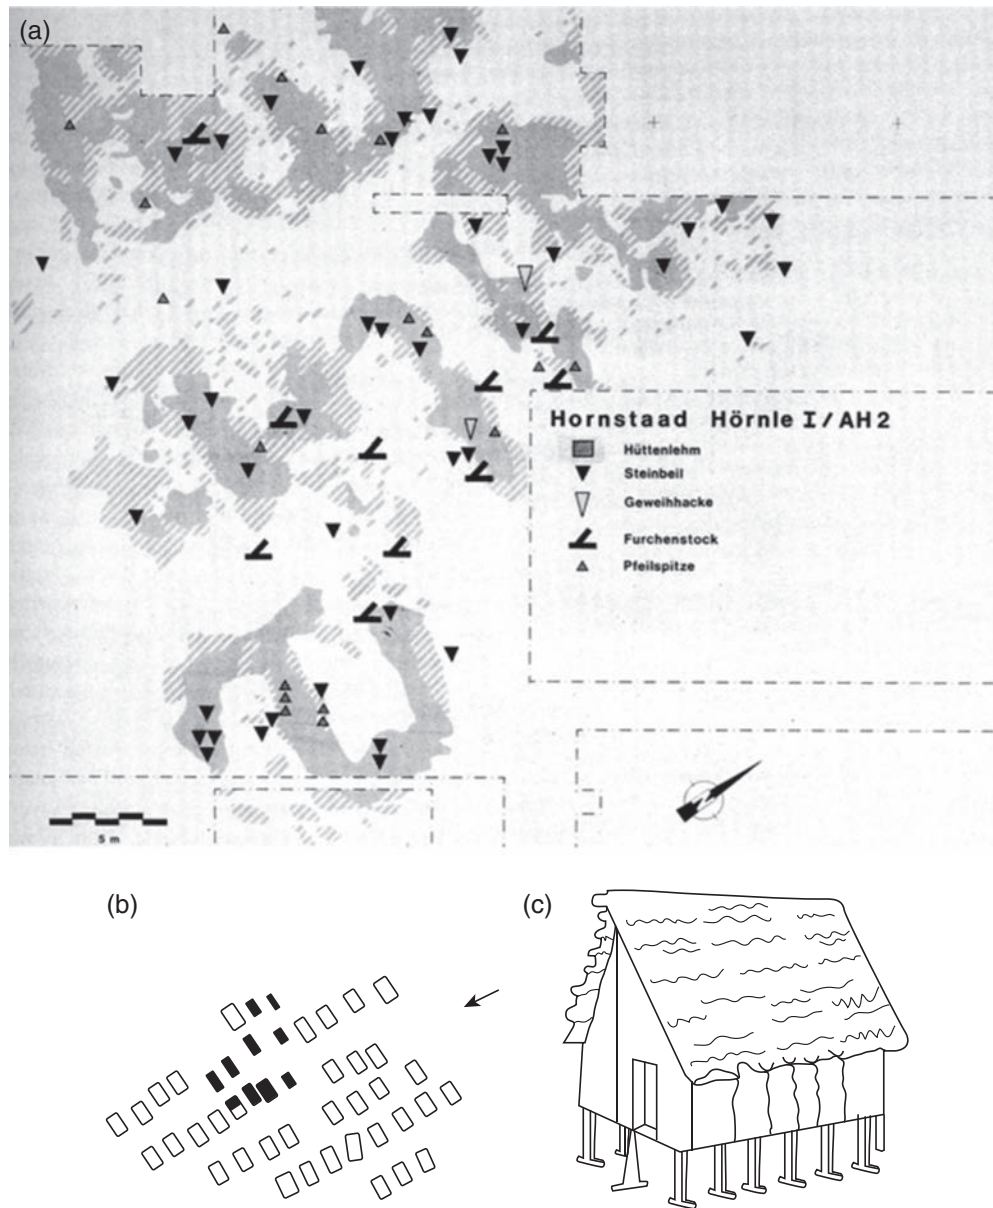 (a)
Hornstaad Hörnle I/AH2
Hüttenlehm
Steinbeil
Geweihhacke
Furchenstock
Pfeilspitze
5 m
(b)
(c)